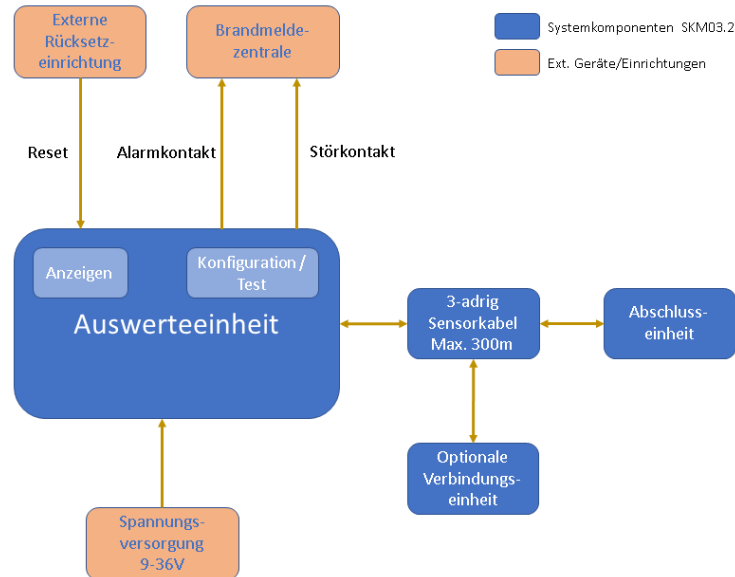 Externe
Rücksetz-
einrichtung
Brandmelde-
zentrale
Systemkomponenten SKM03.2
Ext. Geräte/Einrichtungen
Reset
Alarmkontakt
Störkontakt
Anzeigen
Konfiguration /
Test
Auswerteeinheit
3-adrig
Sensorkabel
Max. 300m
Abschluss-
einheit
Optionale
Verbindungs-
einheit
Spannungs-
versorgung
9-36V